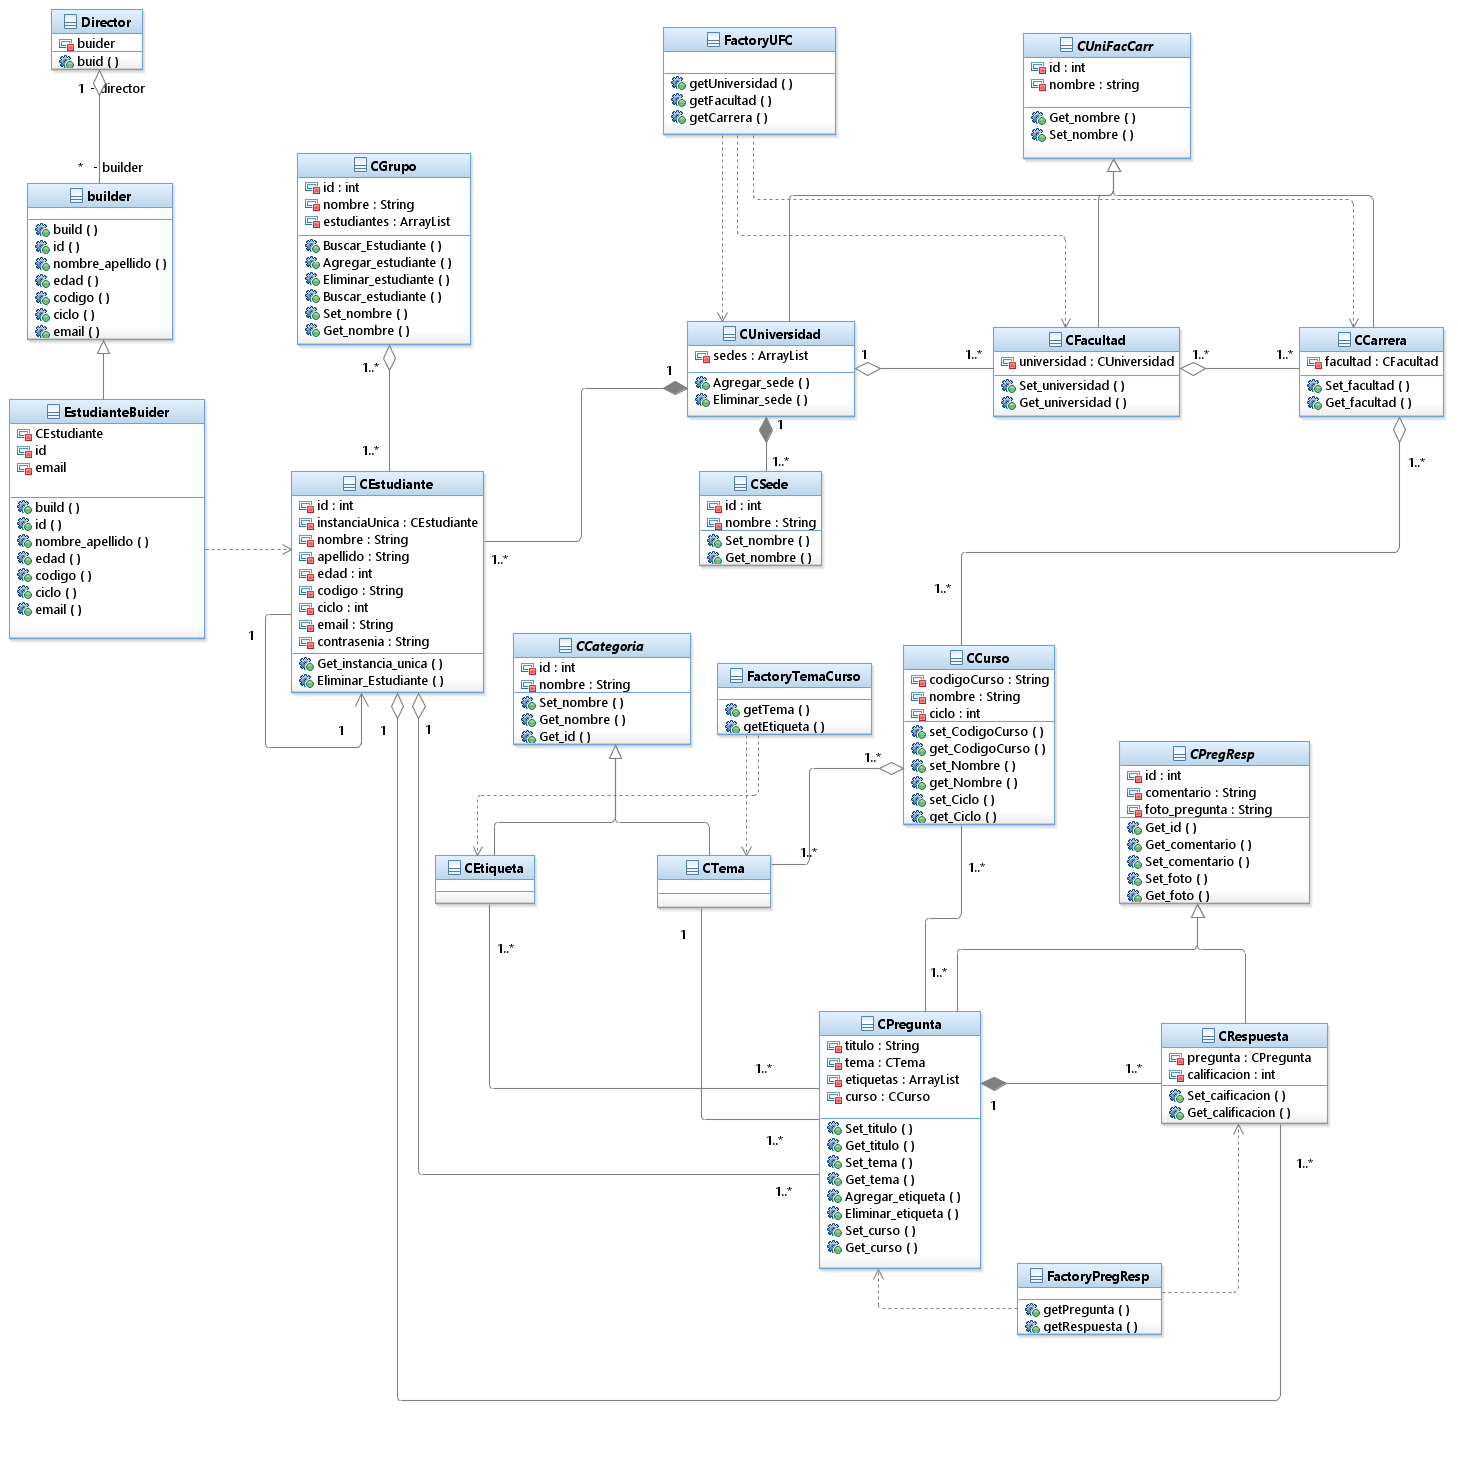 Director
buider
buid ( )
1 - director
* - builder
builder
build ( )
id ( )
nombre_apellido ( )
edad ( )
codigo ( )
ciclo ( )
email ( )
EstudianteBuider
CEstudiante
id
email
build ( )
id ( )
nombre_apellido ( )
edad ( )
codigo ( )
ciclo ( )
email ( )
CGrupo
id : int
nombre : String
estudiantes : ArrayList
Buscar_Estudiante ( )
Agregar_estudiante ( )
Eliminar_estudiante ( )
Buscar_estudiante ( )
Set_nombre ( )
Get_nombre ( )
1..*
1..*
CEstudiante
id : int
instanciaUnica : CEstudiante
nombre : String
apellido : String
edad : int
codigo : String
ciclo : int
email : String
contrasenia : String
Get_instancia_unica ( )
Eliminar_Estudiante ( )
1
1
1
1
1..*
1
FactoryUFC
getUniversidad ( )
getFacultad ( )
getCarrera ( )
CUniFacCarr
id : int
nombre : string
Get_nombre ( )
Set_nombre ( )
CUniversidad
sedes : ArrayList
Agregar_sede ( )
Eliminar_sede ( )
1
1..*
CFacultad
universidad : CUniversidad
Set_universidad ( )
Get_universidad ( )
1..*
1..*
CCarrera
facultad : CFacultad
Set_facultad ( )
Get_facultad ( )
1
1..*
CSede
id : int
nombre : String
Set_nombre ( )
Get_nombre ( )
1..*
1..*
CCategoria
id : int
nombre : String
Set_nombre ( )
Get_nombre ( )
Get_id ( )
FactoryTemaCurso
getTema ( )
getEtiqueta ( )
CCurso
codigoCurso : String
nombre : String
ciclo : int
set_CodigoCurso ( )
get_CodigoCurso ( )
set_Nombre ( )
get_Nombre ( )
set_Ciclo ( )
get_Ciclo ( )
1..*
1..*
CPregResp
id : int
comentario : String
foto_pregunta : String
Get_id ( )
Get_comentario ( )
Set_comentario ( )
Set_foto ( )
Get_foto ( )
CEtiqueta
CTema
1..*
1
1..*
1..*
1..*
1..*
1..*
CPregunta
titulo : String
tema : CTema
etiquetas : ArrayList
curso : CCurso
Set_titulo ( )
Get_titulo ( )
Set_tema ( )
Get_tema ( )
Agregar_etiqueta ( )
Eliminar_etiqueta ( )
Set_curso ( )
Get_curso ( )
1
1..*
CRespuesta
pregunta : CPregunta
calificacion : int
Set_caificacion ( )
Get_calificacion ( )
1..*
FactoryPregResp
getPregunta ( )
getRespuesta ( )